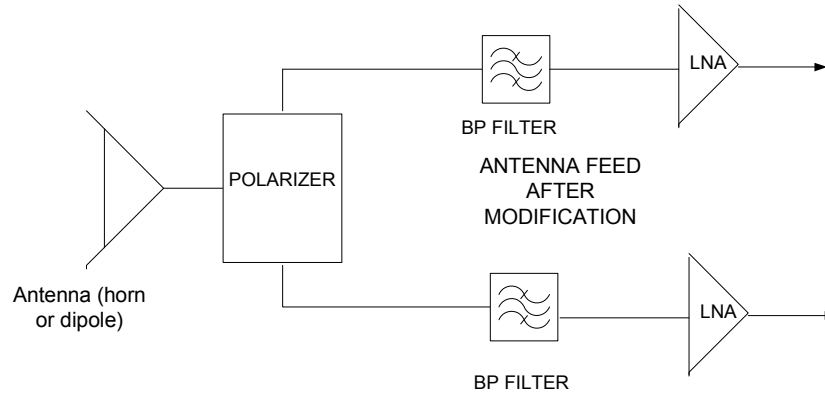 LNA
BP FILTER
POLARIZER
ANTENNA FEED
AFTER
MODIFICATION
Antenna (horn
or dipole)
LNA
BP FILTER